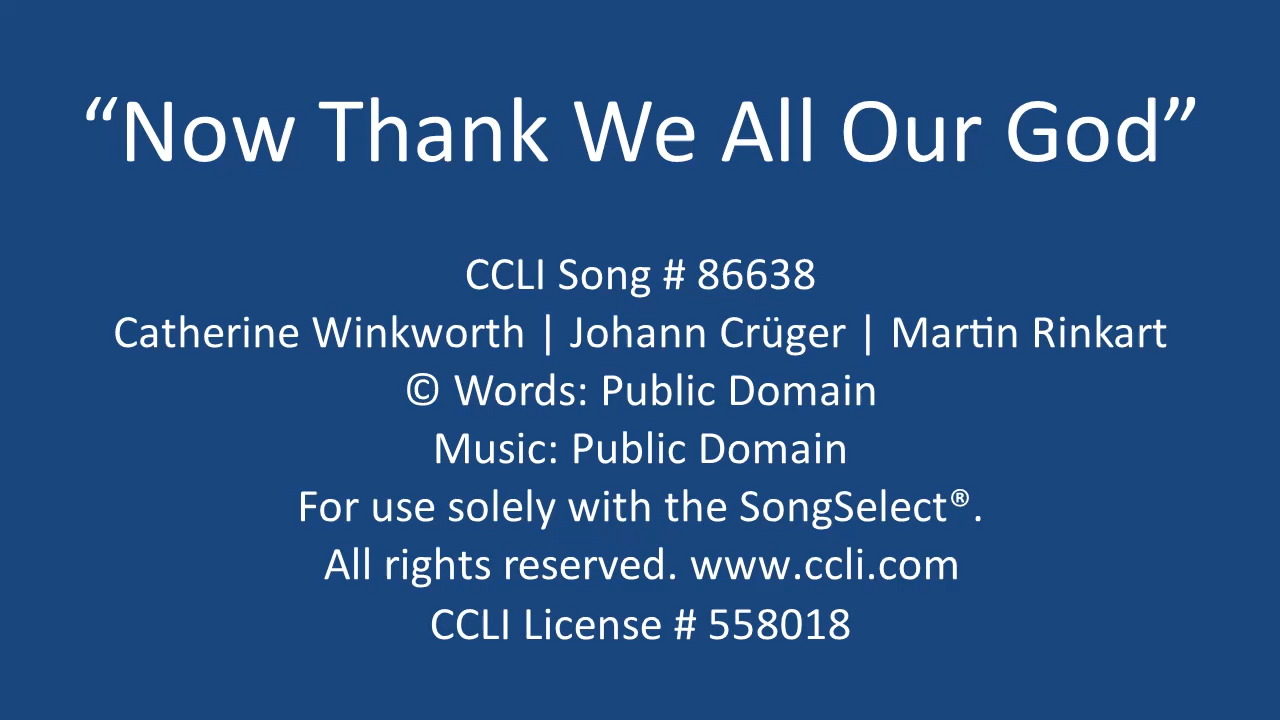 “Now Thank We All Our God”
CCLI Song # 86638
Catherine Winkworth | Johann Crüger | Martin Rinkart
© Words: Public Domain
Music: Public Domain
For use solely with the SongSelect®.
All rights reserved. www.ccli.com
CCLI License # 558018